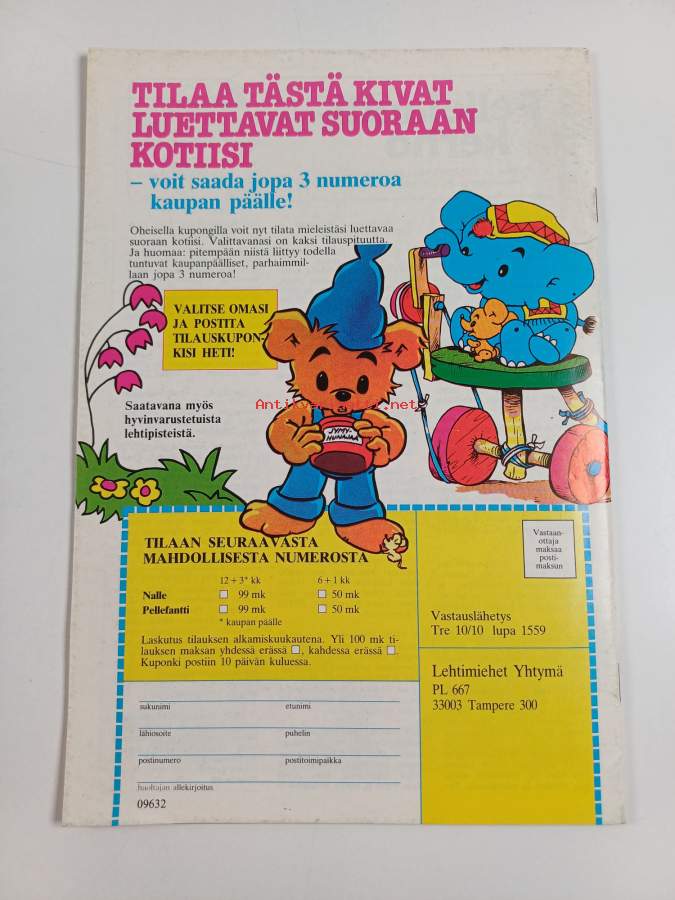 TILAA TÄSTÄ KIVAT
LUETTAVAT SUORAAN
KOTIISI
– voit saada jopa 3 numeroa
kaupan päälle!
Oheisella kupongilla voit nyt tilata mieleistäsi luettavaa
suoraan kotiisi. Valittavanasi on kaksi tilauspituutta.
Ja huomaa: pitempään niistä liittyy todella
tuntuvat kaupanpäälliset, parhaimmil-
laan jopa 3 numeroa!
VALITSE OMASI
JA POSTITA
TILAUSKUPON-
KISI HETI!
Saatavana myös
hyvinvarustetuista
lehtipisteistä.
TILAAN SEURAAVASTA
MAHDOLLISESTA NUMEROSTA
12 + 3* kk 6 + 1 kk
Nalle 99 mk 50 mk
Pellefantti 99 mk 50 mk
* kaupan päälle
Laskutus tilauksen alkamiskuukautena. Yli 100 mk ti-
lauksen maksan yhdessä erässä ☐, kahdessa erässä ☐.
Kuponki postiin 10 päivän kuluessa.
sukunimi etunimi
lähiosoite puhelin
postinumero postitoimipaikka
huoltajan allekirjoitus
09632
Vastaan-
ottaja
maksaa
posti-
maksun
Vastauslähetys
Tre 10/10 lupa 1559
Lehtimiehet Yhtymä
PL 667
33003 Tampere 300